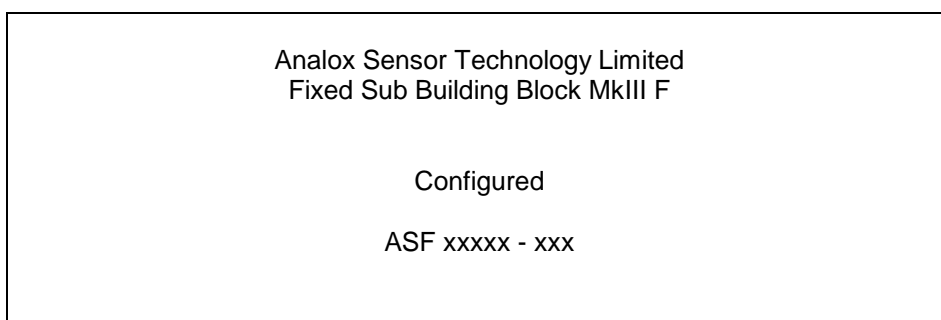 Analox Sensor Technology Limited
Fixed Sub Building Block MkIII F
Configured
ASF xxxxx - xxx